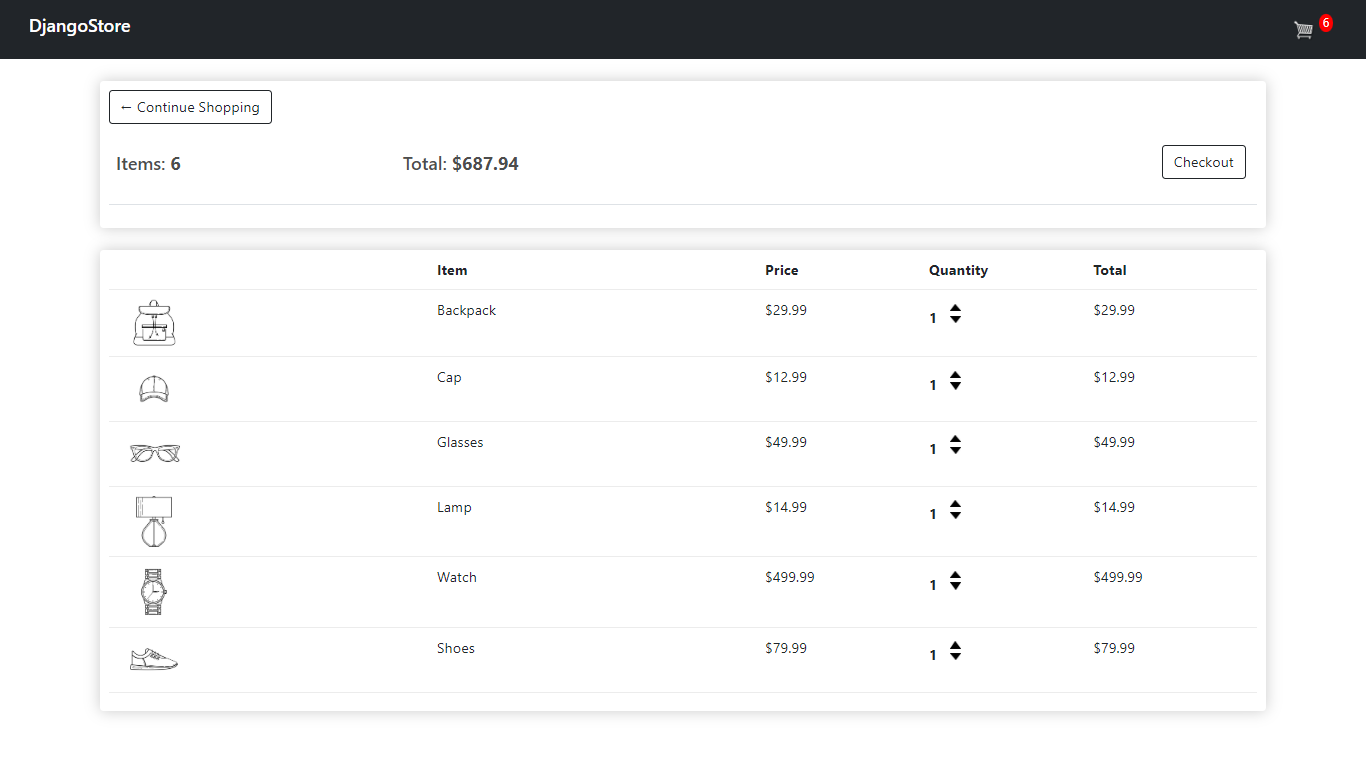 DjangoStore
6
← Continue Shopping
Items: 6 Total: $687.94 Checkout
Item Price Quantity Total
Backpack $29.99 1 $29.99
Cap $12.99 1 $12.99
Glasses $49.99 1 $49.99
Lamp $14.99 1 $14.99
Watch $499.99 1 $499.99
Shoes $79.99 1 $79.99